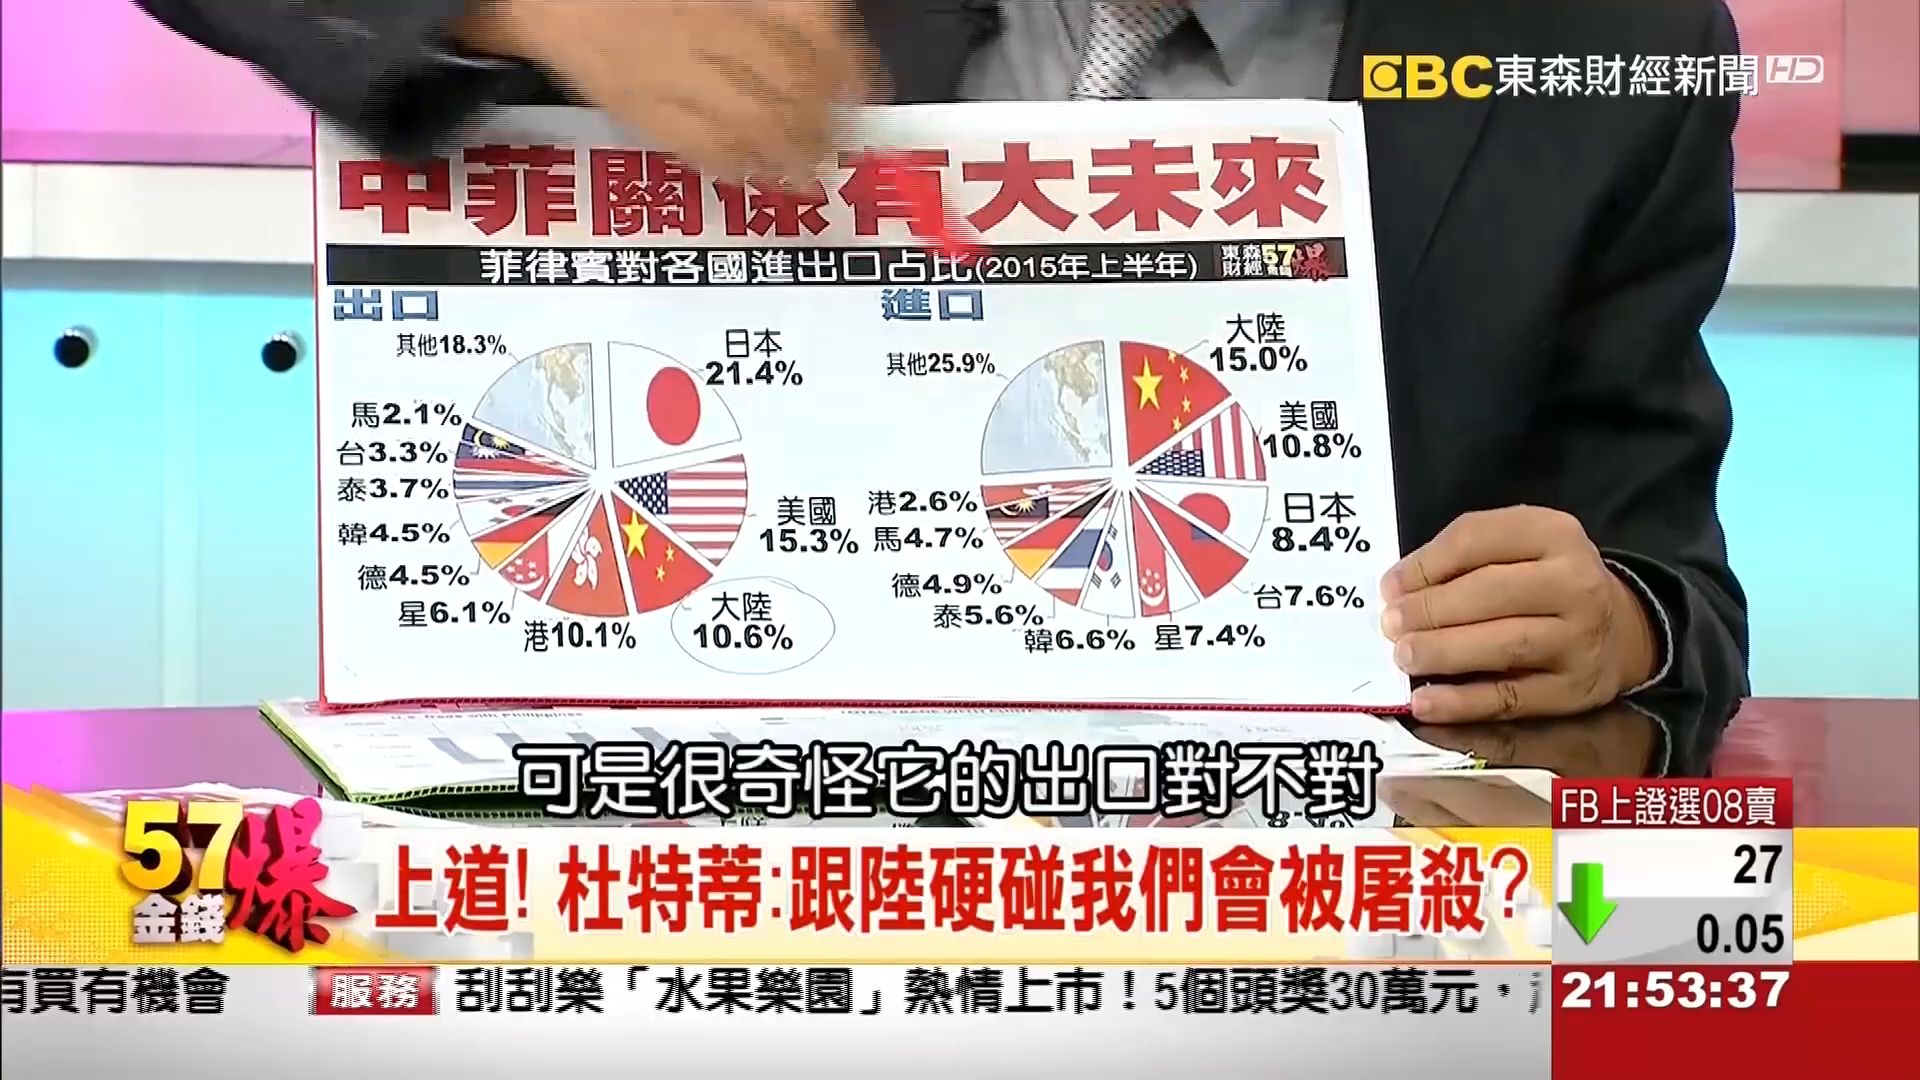 EBC東森財經新聞HD
中菲關係有大未來
菲律賓對各國進出口占比(2015年上半年)
東森財經57金錢爆
出口
日本
21.4%
美國
15.3%
大陸
10.6%
港10.1%
星6.1%
德4.5%
韓4.5%
泰3.7%
台3.3%
馬2.1%
其他18.3%
進口
大陸
15.0%
美國
10.8%
日本
8.4%
台7.6%
星7.4%
韓6.6%
泰5.6%
德4.9%
馬4.7%
港2.6%
其他25.9%
可是很奇怪它的出口對不對
57
金錢爆
上道!杜特蒂:跟陸硬碰我們會被屠殺?
FB上證選08賣
27
0.05
有買有機會
服務
刮刮樂「水果樂園」熱情上市！5個頭獎30萬元，
21:53:37